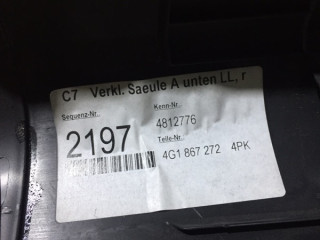 C7 Verkl. Saeule A unten LL, r
Sequenz-Nr. Kenn-Nr.
4812776
2197 Teile-Nr.
4G1 867 272 4PK